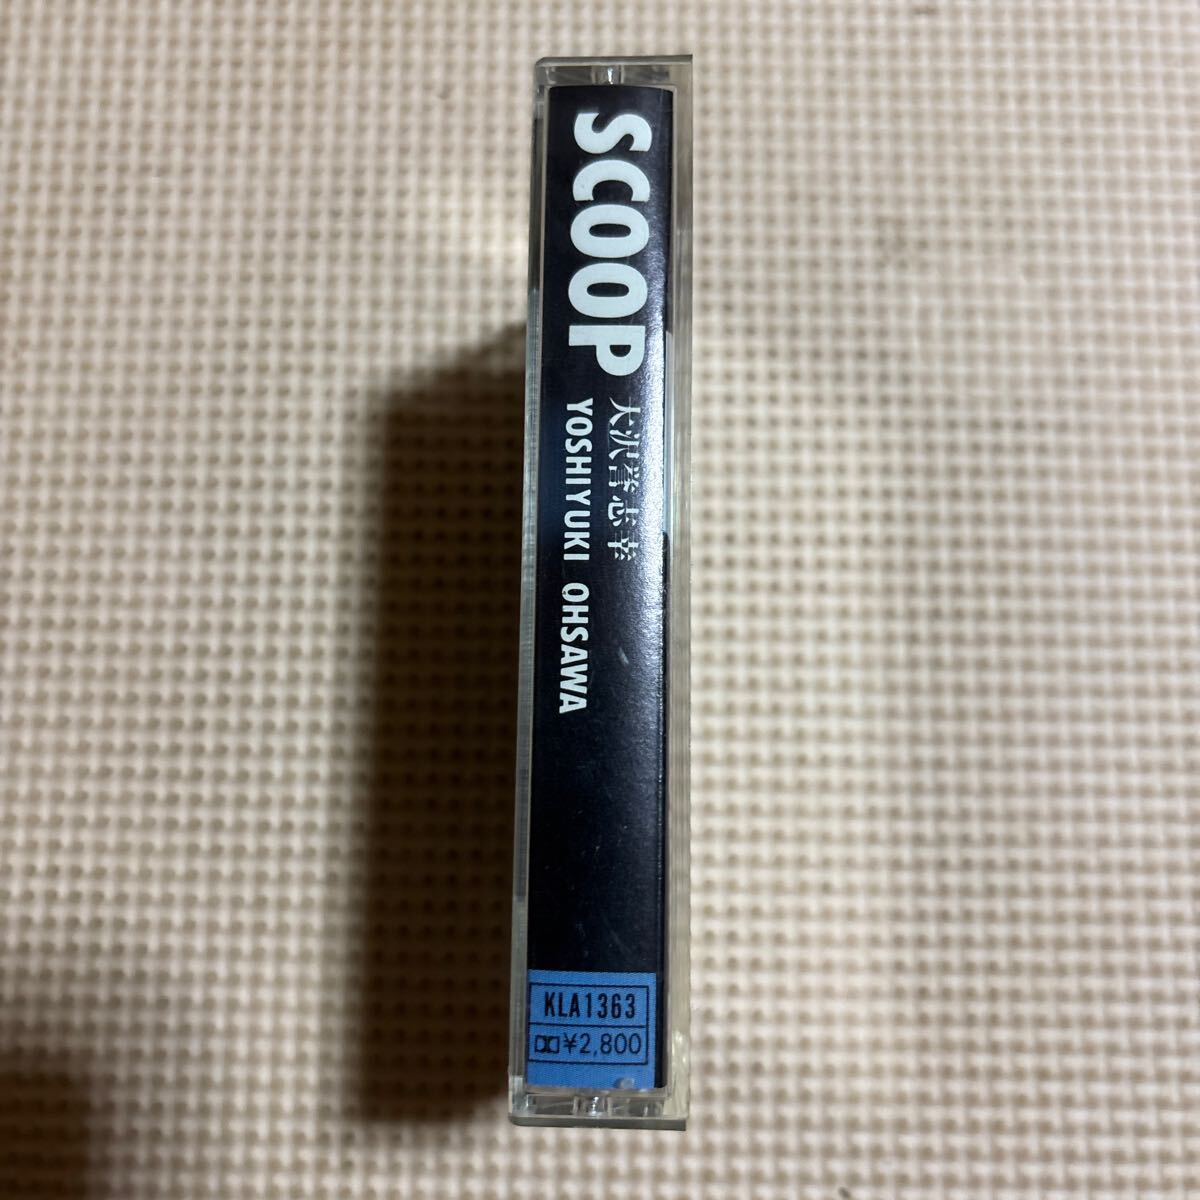 SCOOP
大沢誉志幸
YOSHIYUKI OHSAWA
KLA1363
¥2,800